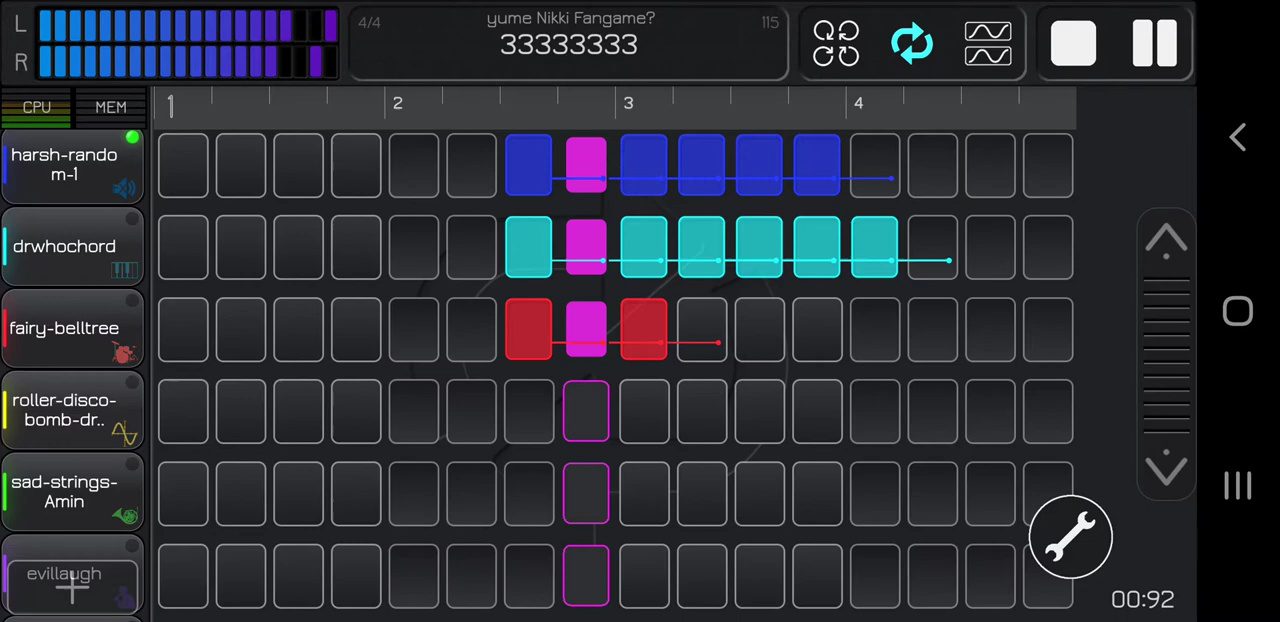 L
R
4/4
yume Nikki Fangame?
115
33333333
CPU
MEM
1
2
3
4
harsh-rando
m-1
drwhochord
fairy-belltree
roller-disco-
bomb-dr..
sad-strings-
Amin
evillaugh
00:92